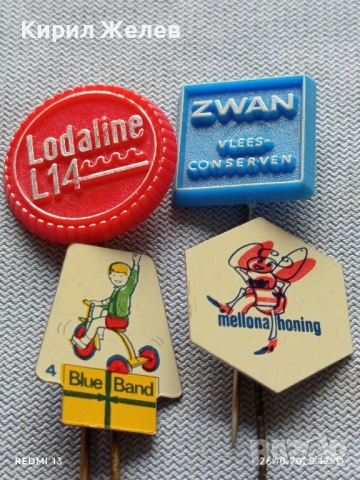 Кирил Желев
Lodaline
L14
ZWAN
VLEES-
CONSERVEN
4
Blue Band
mellona honing
REDMI 13